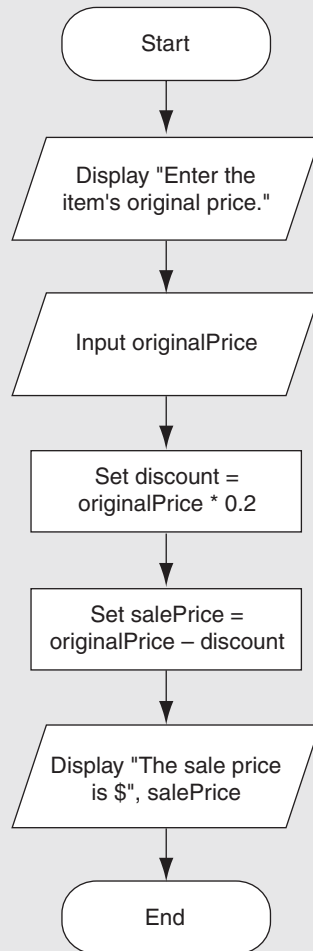 Start
Display "Enter the
item's original price."
Input originalPrice
Set discount =
originalPrice * 0.2
Set salePrice =
originalPrice – discount
Display "The sale price
is $", salePrice
End